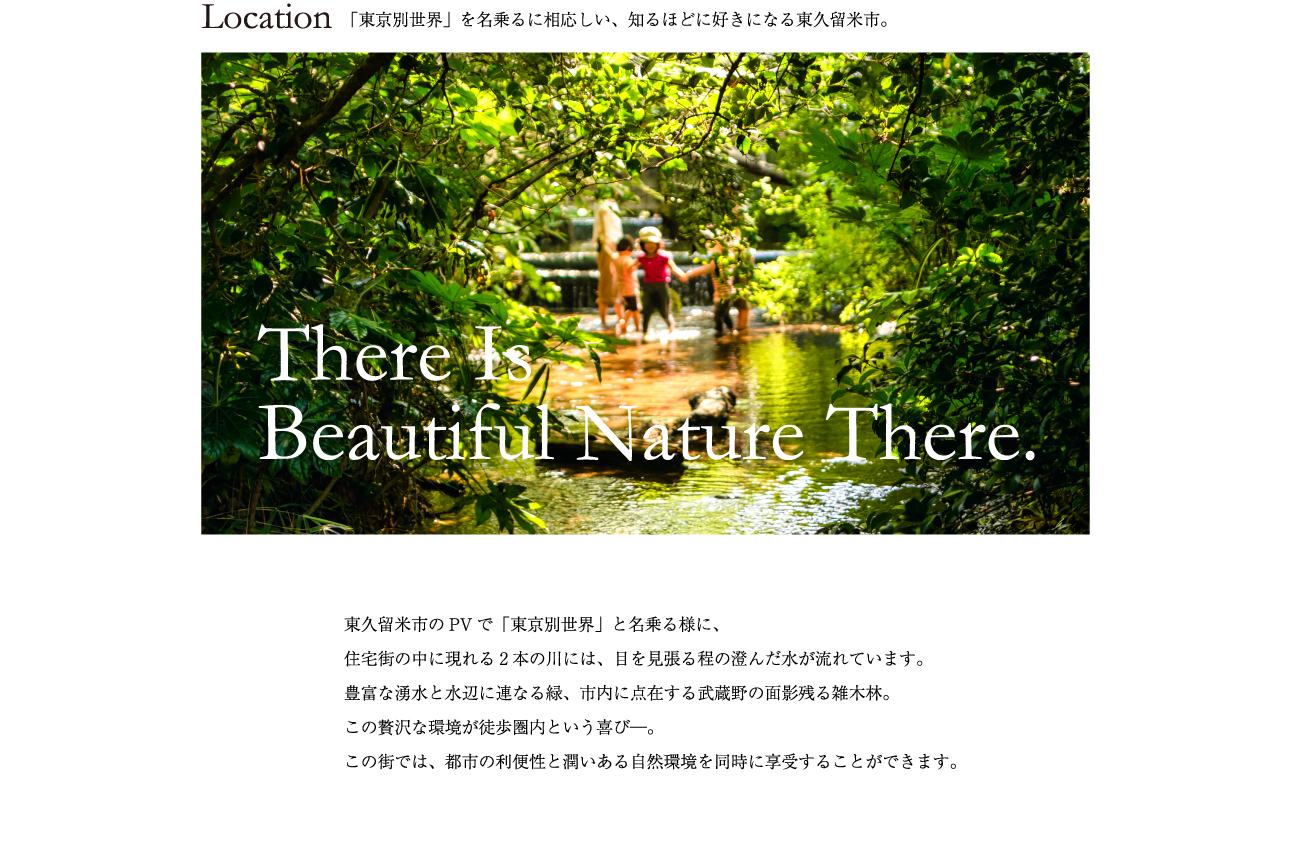 Location 「東京別世界」を名乗るに相応しい、知るほどに好きになる東久留米市。
There Is
Beautiful Nature There.
東久留米市の PV で「東京別世界」と名乗る様に、
住宅街の中に現れる２本の川には、目を見張る程の澄んだ水が流れています。
豊富な湧水と水辺に連なる緑、市内に点在する武蔵野の面影残る雑木林。
この贅沢な環境が徒歩圏内という喜び―。
この街では、都市の利便性と潤いある自然環境を同時に享受することができます。